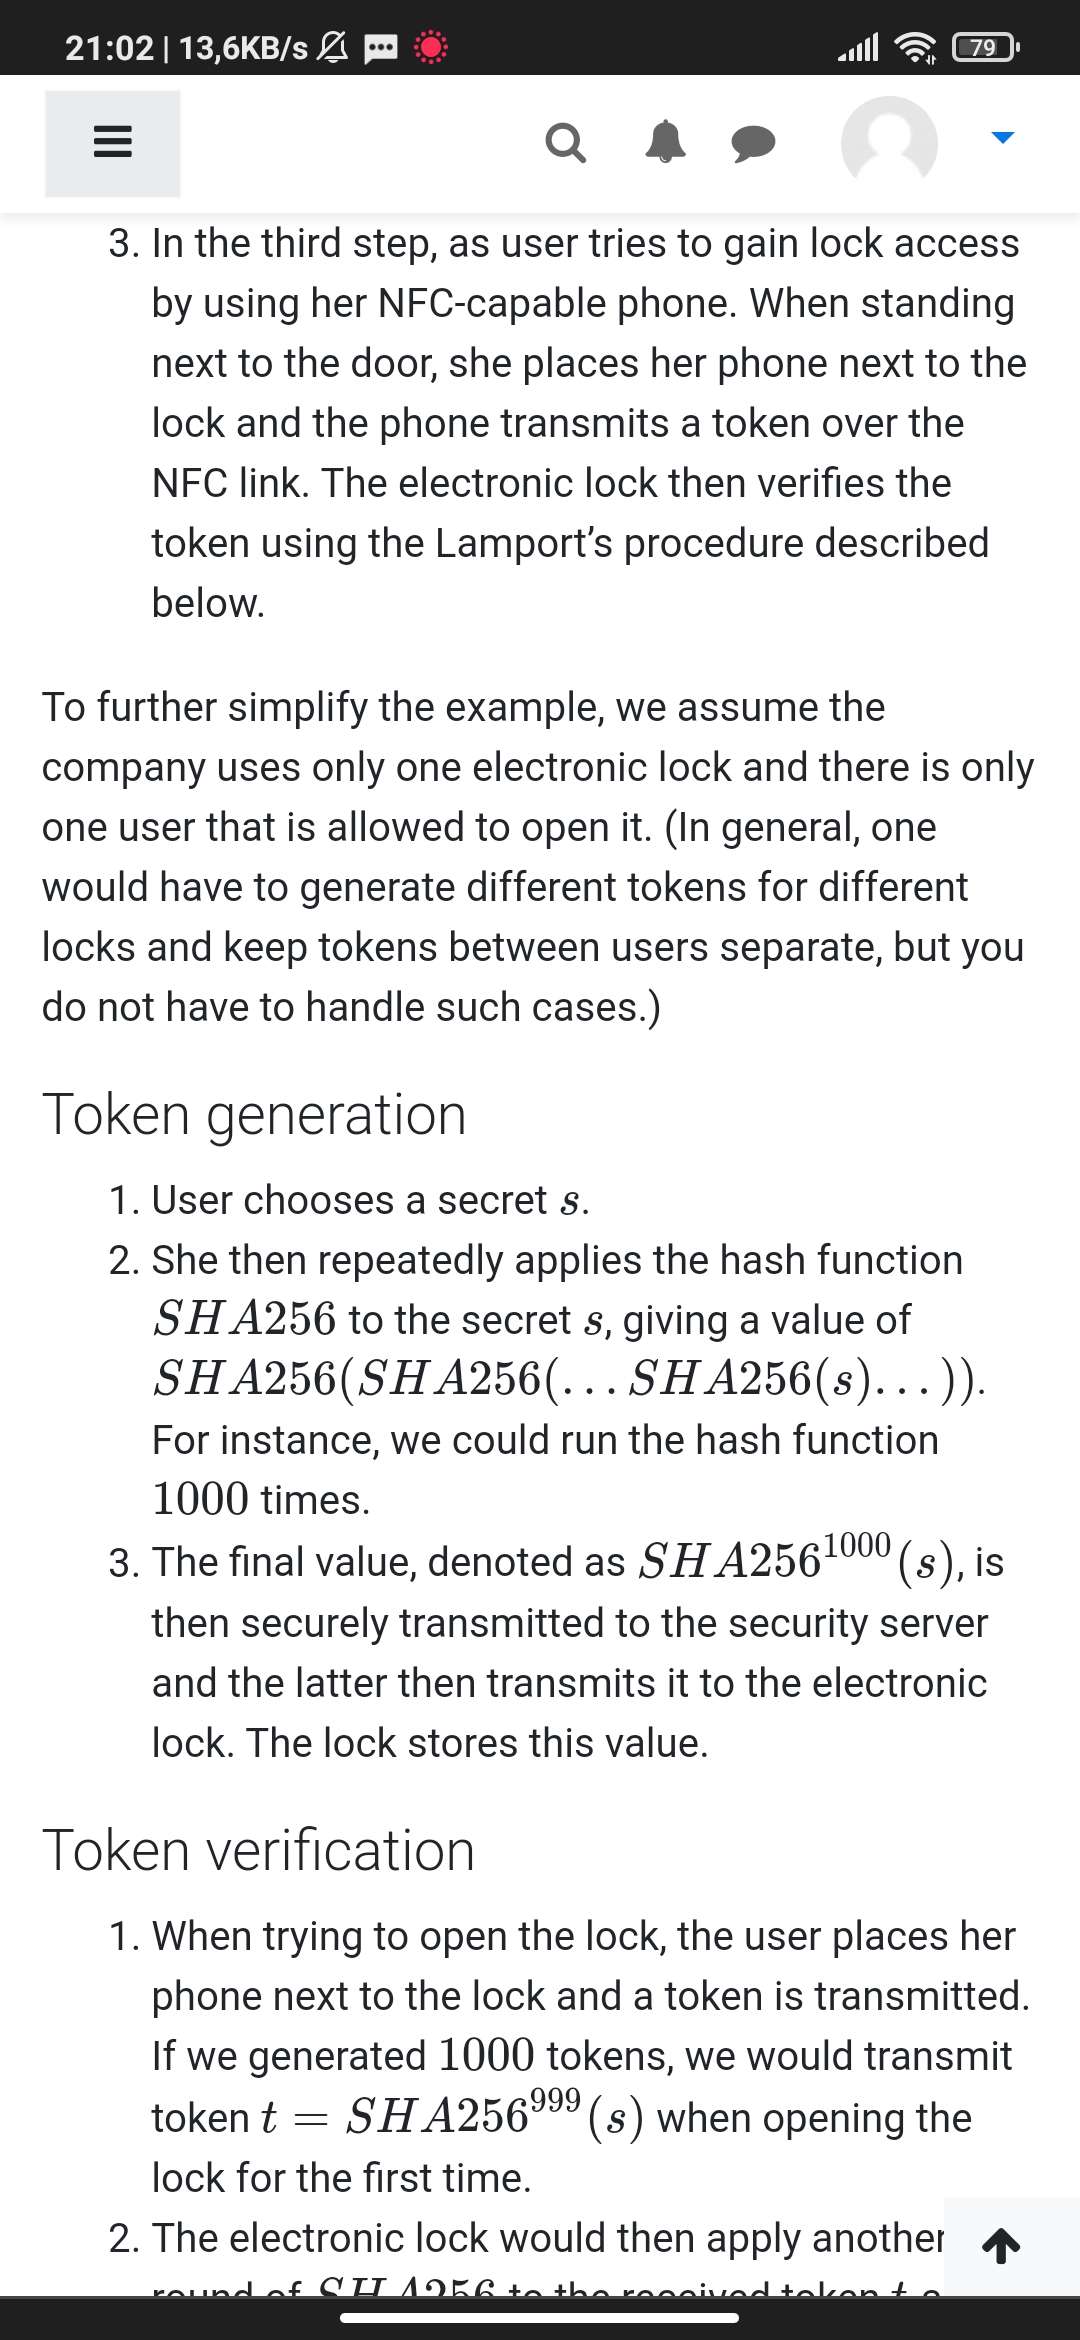 21:02 | 13,6KB/s
79
3. In the third step, as user tries to gain lock access
by using her NFC-capable phone. When standing
next to the door, she places her phone next to the
lock and the phone transmits a token over the
NFC link. The electronic lock then verifies the
token using the Lamport’s procedure described
below.
To further simplify the example, we assume the
company uses only one electronic lock and there is only
one user that is allowed to open it. (In general, one
would have to generate different tokens for different
locks and keep tokens between users separate, but you
do not have to handle such cases.)
Token generation
1. User chooses a secret s.
2. She then repeatedly applies the hash function
SHA256 to the secret s, giving a value of
SHA256(SHA256(...SHA256(s)...)).
For instance, we could run the hash function
1000 times.
3. The final value, denoted as SHA256¹⁰⁰⁰(s), is
then securely transmitted to the security server
and the latter then transmits it to the electronic
lock. The lock stores this value.
Token verification
1. When trying to open the lock, the user places her
phone next to the lock and a token is transmitted.
If we generated 1000 tokens, we would transmit
token t = SHA256⁹⁹⁹(s) when opening the
lock for the first time.
2. The electronic lock would then apply another
round of SHA256 to the received token t